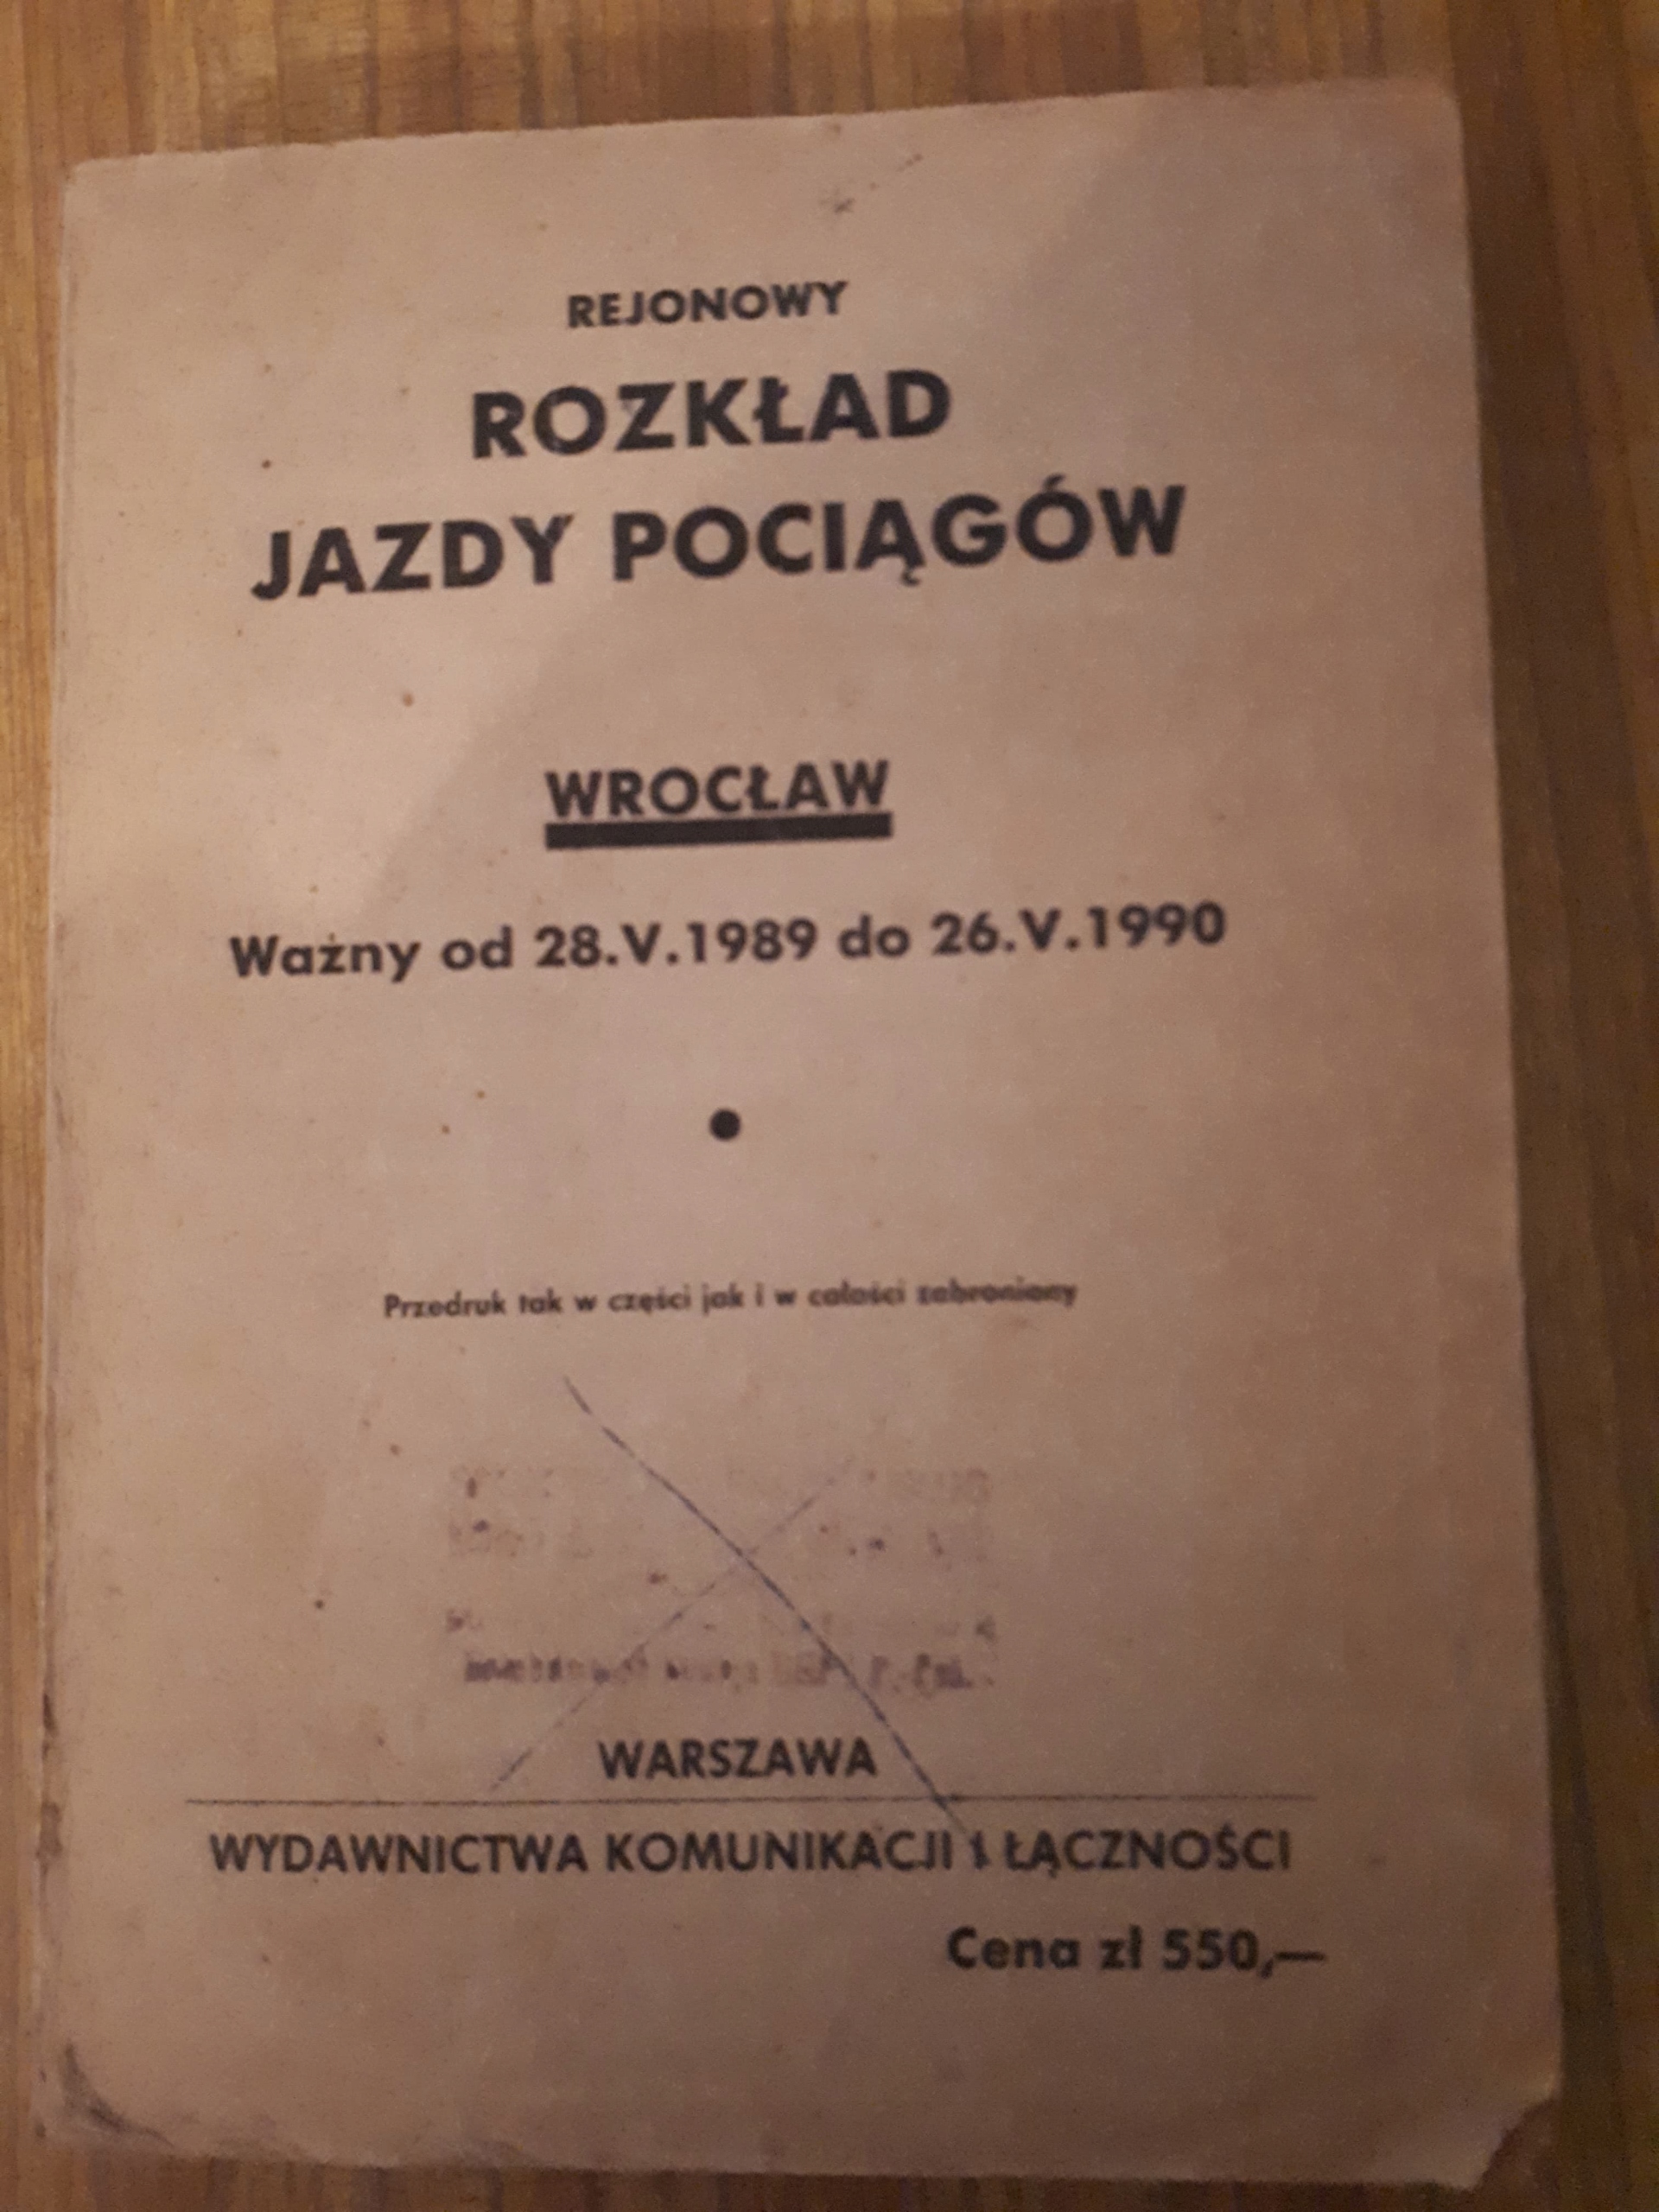 REJONOWY
ROZKŁAD
JAZDY POCIĄGÓW
WROCŁAW
Ważny od 28.V.1989 do 26.V.1990
Przedruk tak w części jak i w całości zabroniony
WARSZAWA
WYDAWNICTWA KOMUNIKACJI I ŁĄCZNOŚCI
Cena zł 550,—